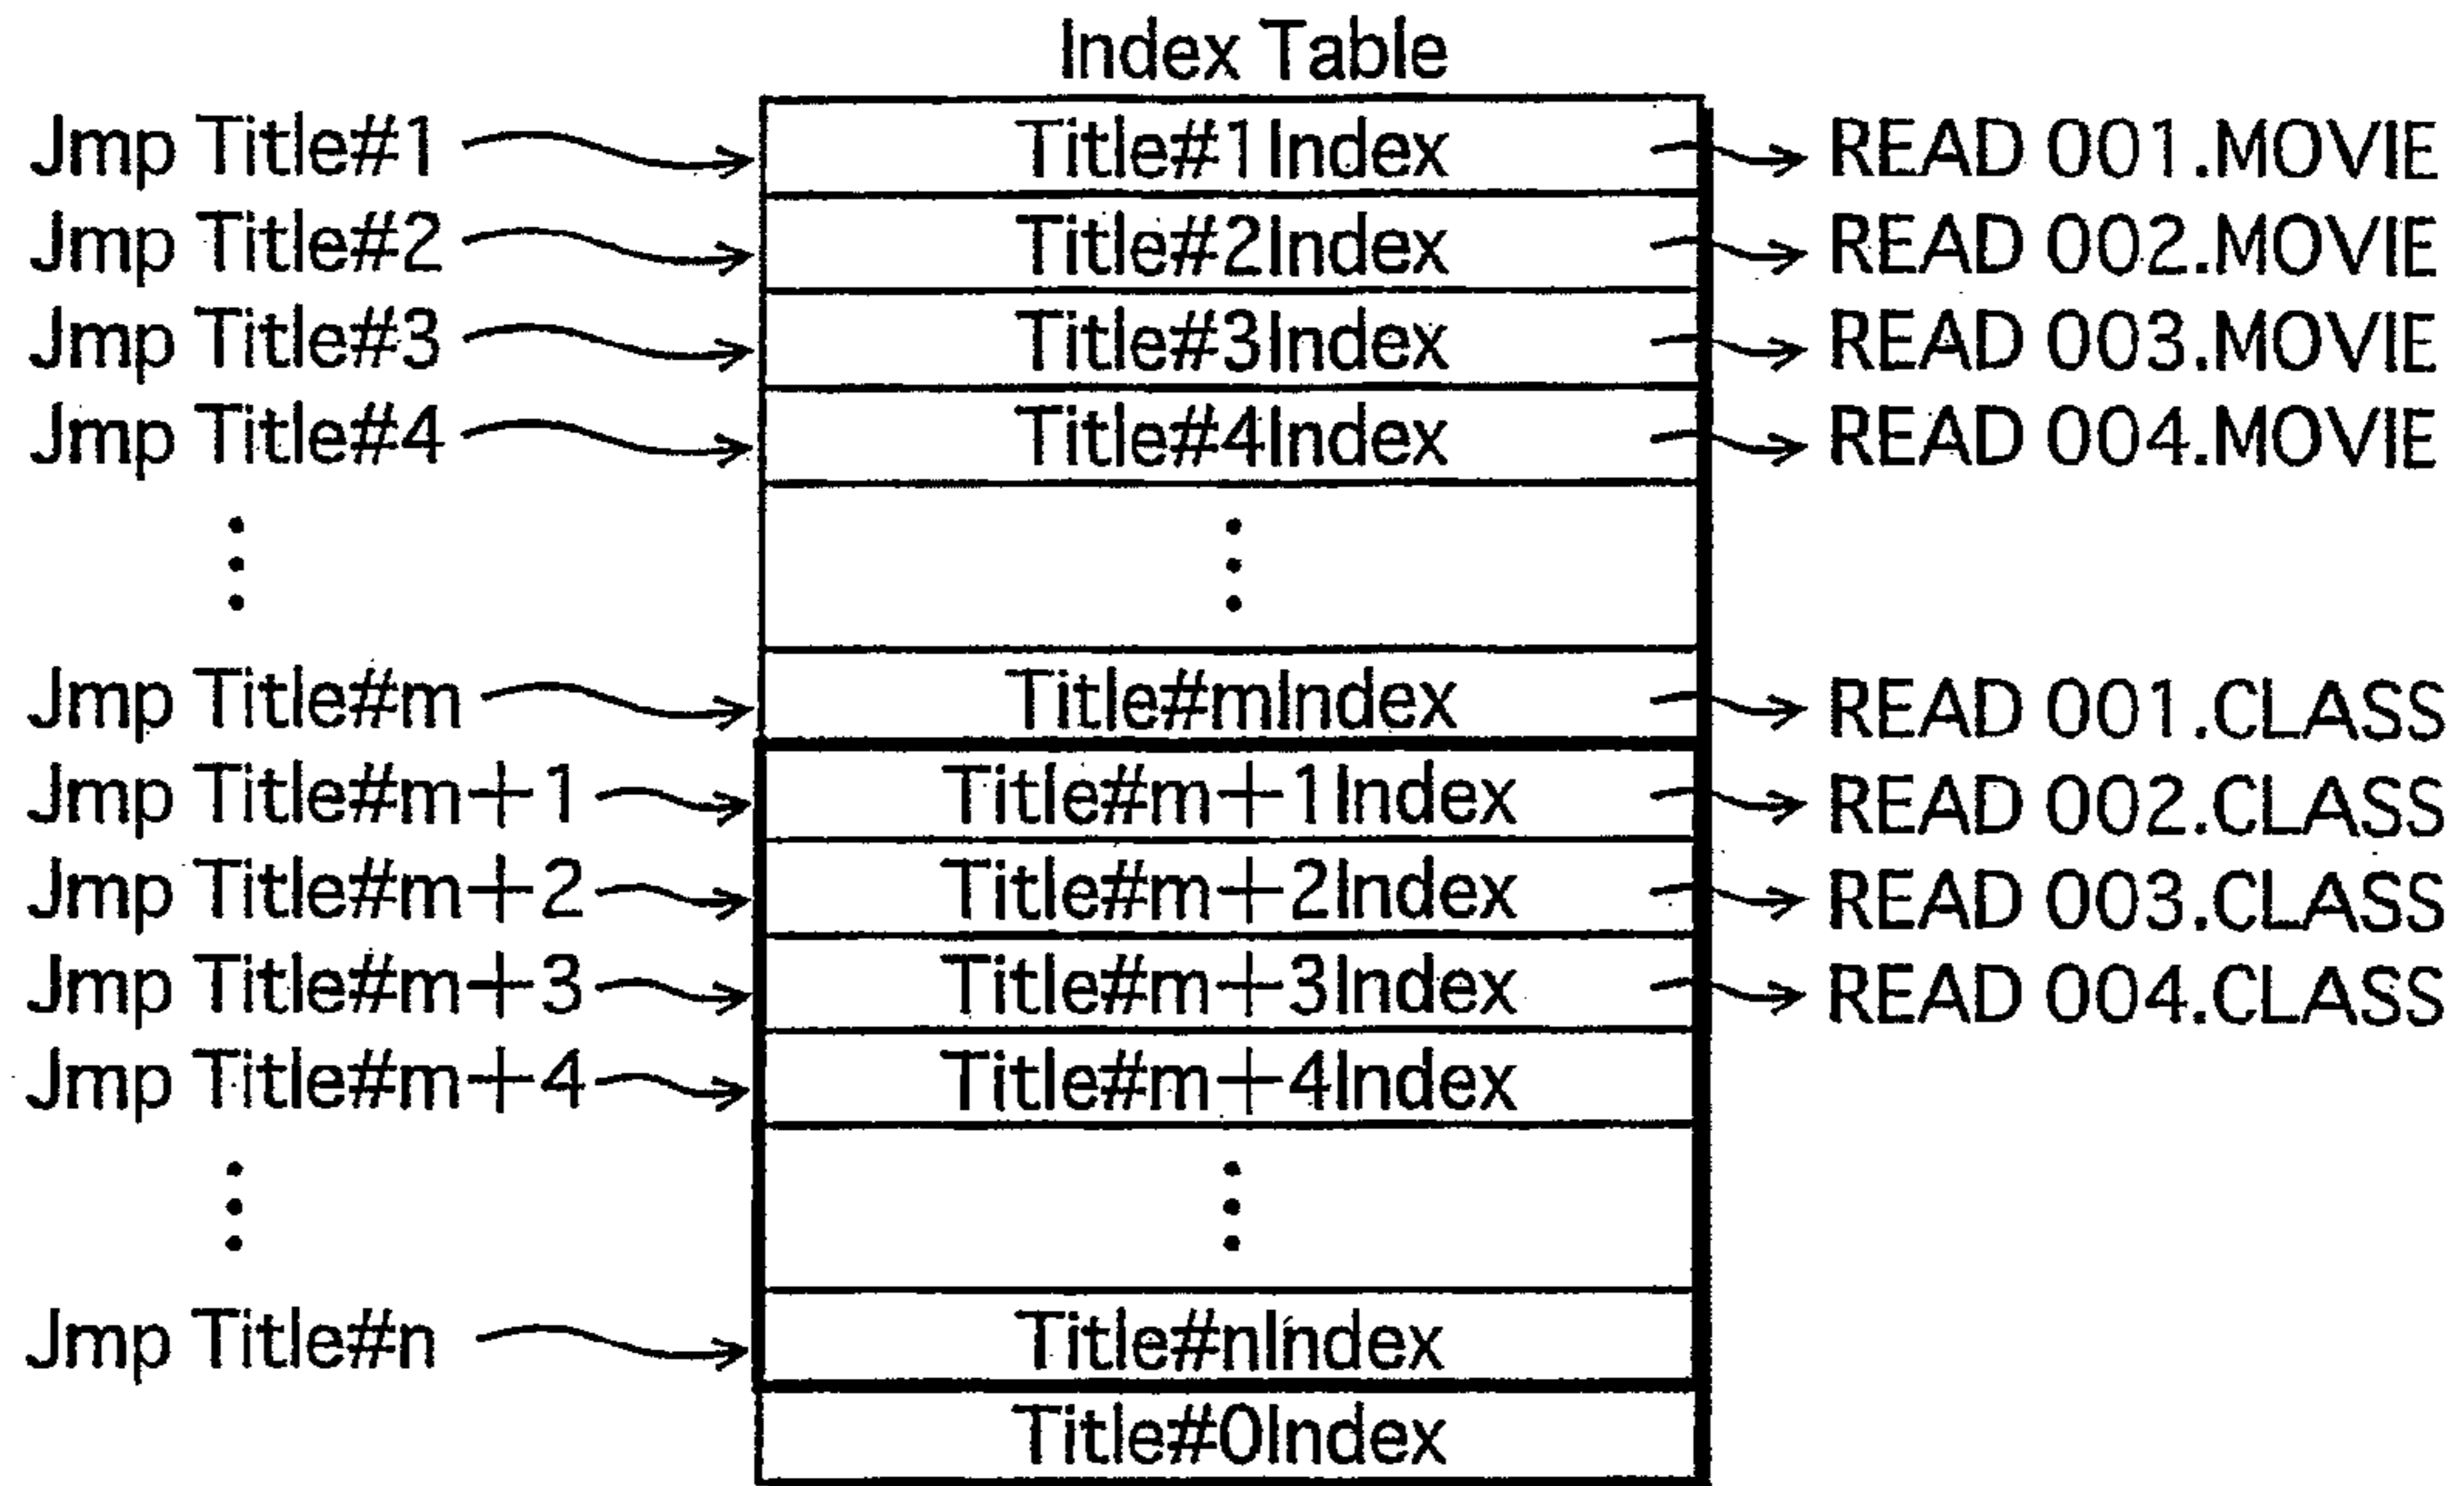 Index Table
Jmp Title#1 Title#1Index READ 001.MOVIE
Jmp Title#2 Title#2Index READ 002.MOVIE
Jmp Title#3 Title#3Index READ 003.MOVIE
Jmp Title#4 Title#4Index READ 004.MOVIE
Jmp Title#m Title#mIndex READ 001.CLASS
Jmp Title#m+1 Title#m+1Index READ 002.CLASS
Jmp Title#m+2 Title#m+2Index READ 003.CLASS
Jmp Title#m+3 Title#m+3Index READ 004.CLASS
Jmp Title#m+4 Title#m+4Index
Jmp Title#n Title#nIndex
Title#0Index